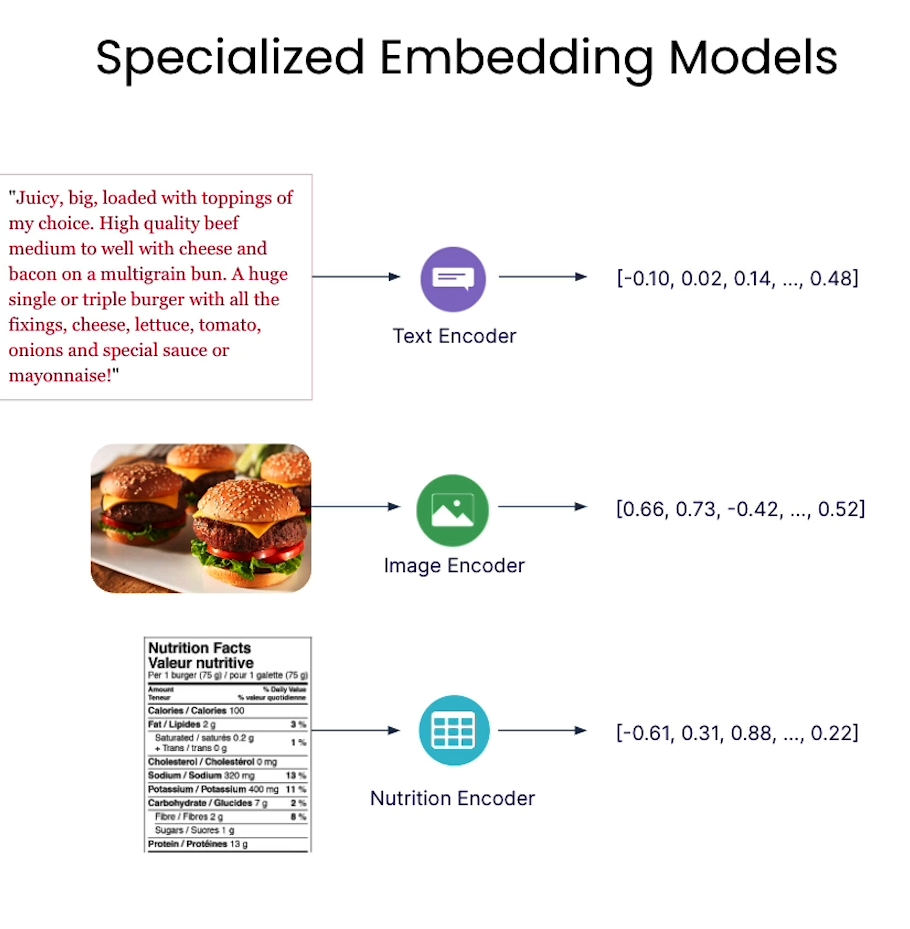 Specialized Embedding Models
"Juicy, big, loaded with toppings of
my choice. High quality beef
medium to well with cheese and
bacon on a multigrain bun. A huge
single or triple burger with all the
fixings, cheese, lettuce, tomato,
onions and special sauce or
mayonnaise!"
Text Encoder
[-0.10, 0.02, 0.14, ..., 0.48]
Image Encoder
[0.66, 0.73, -0.42, ..., 0.52]
Nutrition Facts
Valeur nutritive
Per 1 burger (75 g) / pour 1 galette (75 g)
Amount % Daily Value
Teneur % valeur quotidienne
Calories / Calories 100
Fat / Lipides 2 g 3 %
Saturated / saturés 0.2 g
+ Trans / trans 0 g 1 %
Cholesterol / Cholestérol 0 mg
Sodium / Sodium 320 mg 13 %
Potassium / Potassium 400 mg 11 %
Carbohydrate / Glucides 7 g 2 %
Fibre / Fibres 2 g 8 %
Sugars / Sucres 1 g
Protein / Protéines 13 g
Nutrition Encoder
[-0.61, 0.31, 0.88, ..., 0.22]